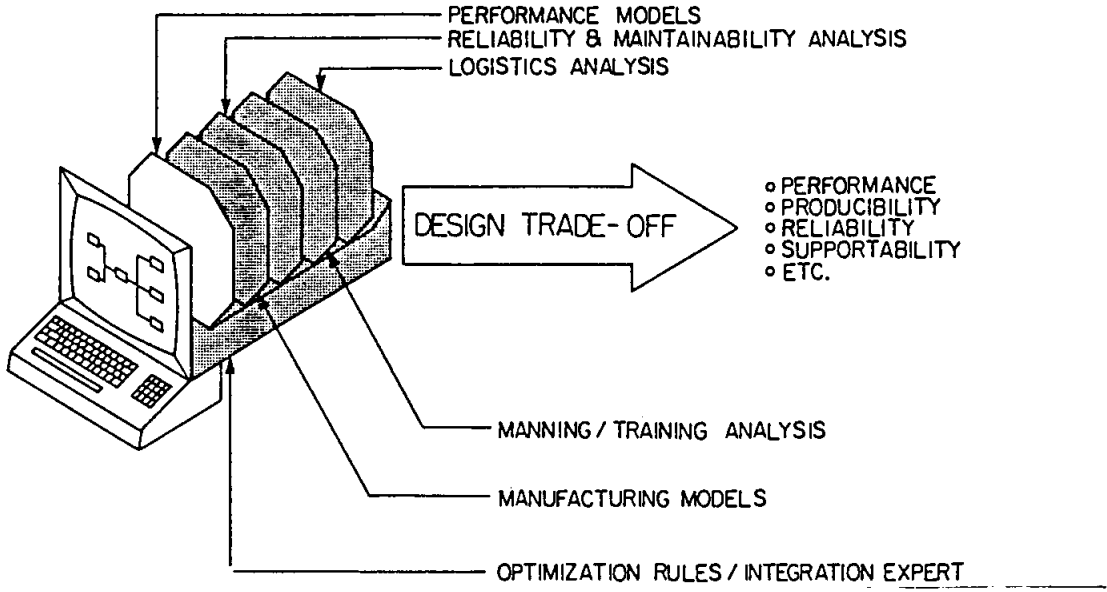 PERFORMANCE MODELS
RELIABILITY & MAINTAINABILITY ANALYSIS
LOGISTICS ANALYSIS
DESIGN TRADE-OFF
o PERFORMANCE
o PRODUCIBILITY
o RELIABILITY
o SUPPORTABILITY
o ETC.
MANNING / TRAINING ANALYSIS
MANUFACTURING MODELS
OPTIMIZATION RULES / INTEGRATION EXPERT